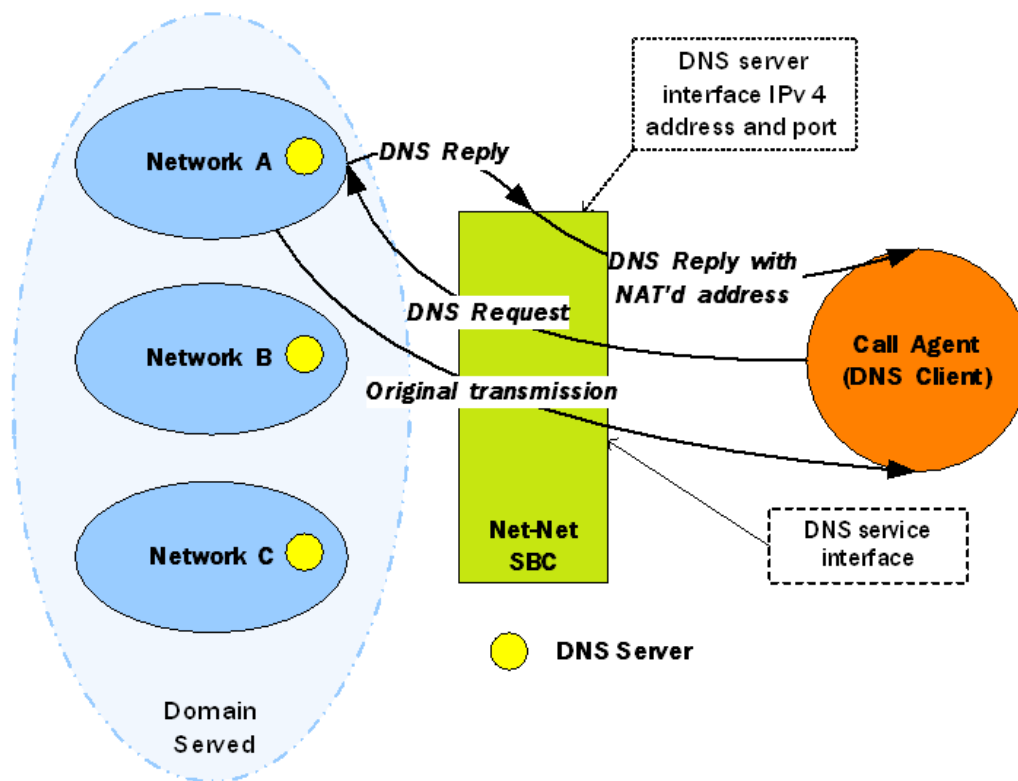 DNS server
interface IPv 4
address and port
Network A
DNS Reply
DNS Reply with
NAT'd address
DNS Request
Network B
Call Agent
(DNS Client)
Original transmission
Net-Net
SBC
DNS service
interface
Network C
DNS Server
Domain
Served